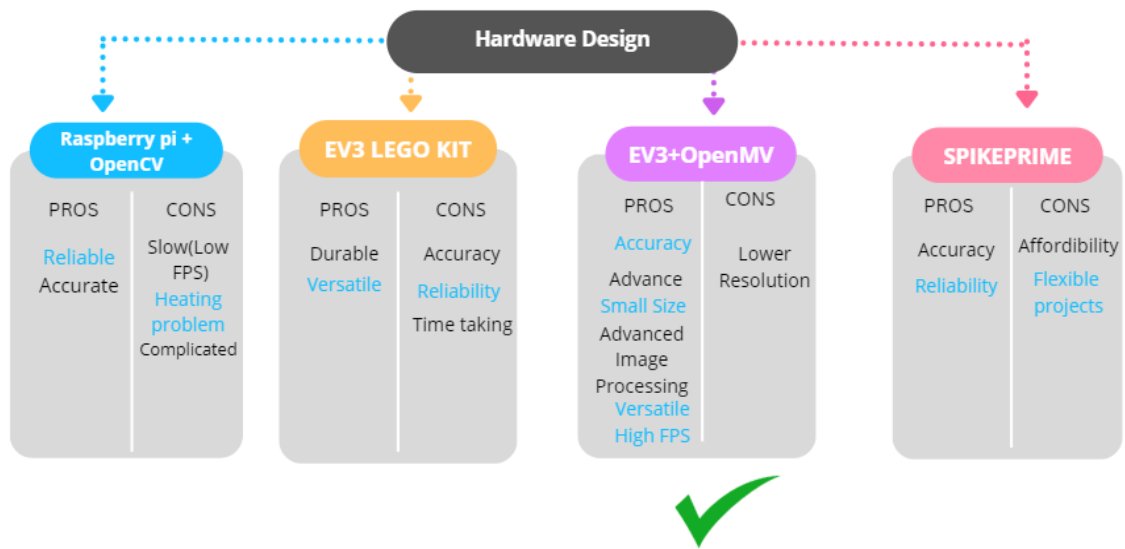 Hardware Design
Raspberry pi +
OpenCV
PROS
CONS
Reliable
Accurate
Slow(Low
FPS)
Heating
problem
Complicated
EV3 LEGO KIT
PROS
CONS
Durable
Versatile
Accuracy
Reliability
Time taking
EV3+OpenMV
PROS
CONS
Accuracy
Advance
Small Size
Advanced
Image
Processing
Versatile
High FPS
Lower
Resolution
SPIKEPRIME
PROS
CONS
Accuracy
Reliability
Affordibility
Flexible
projects